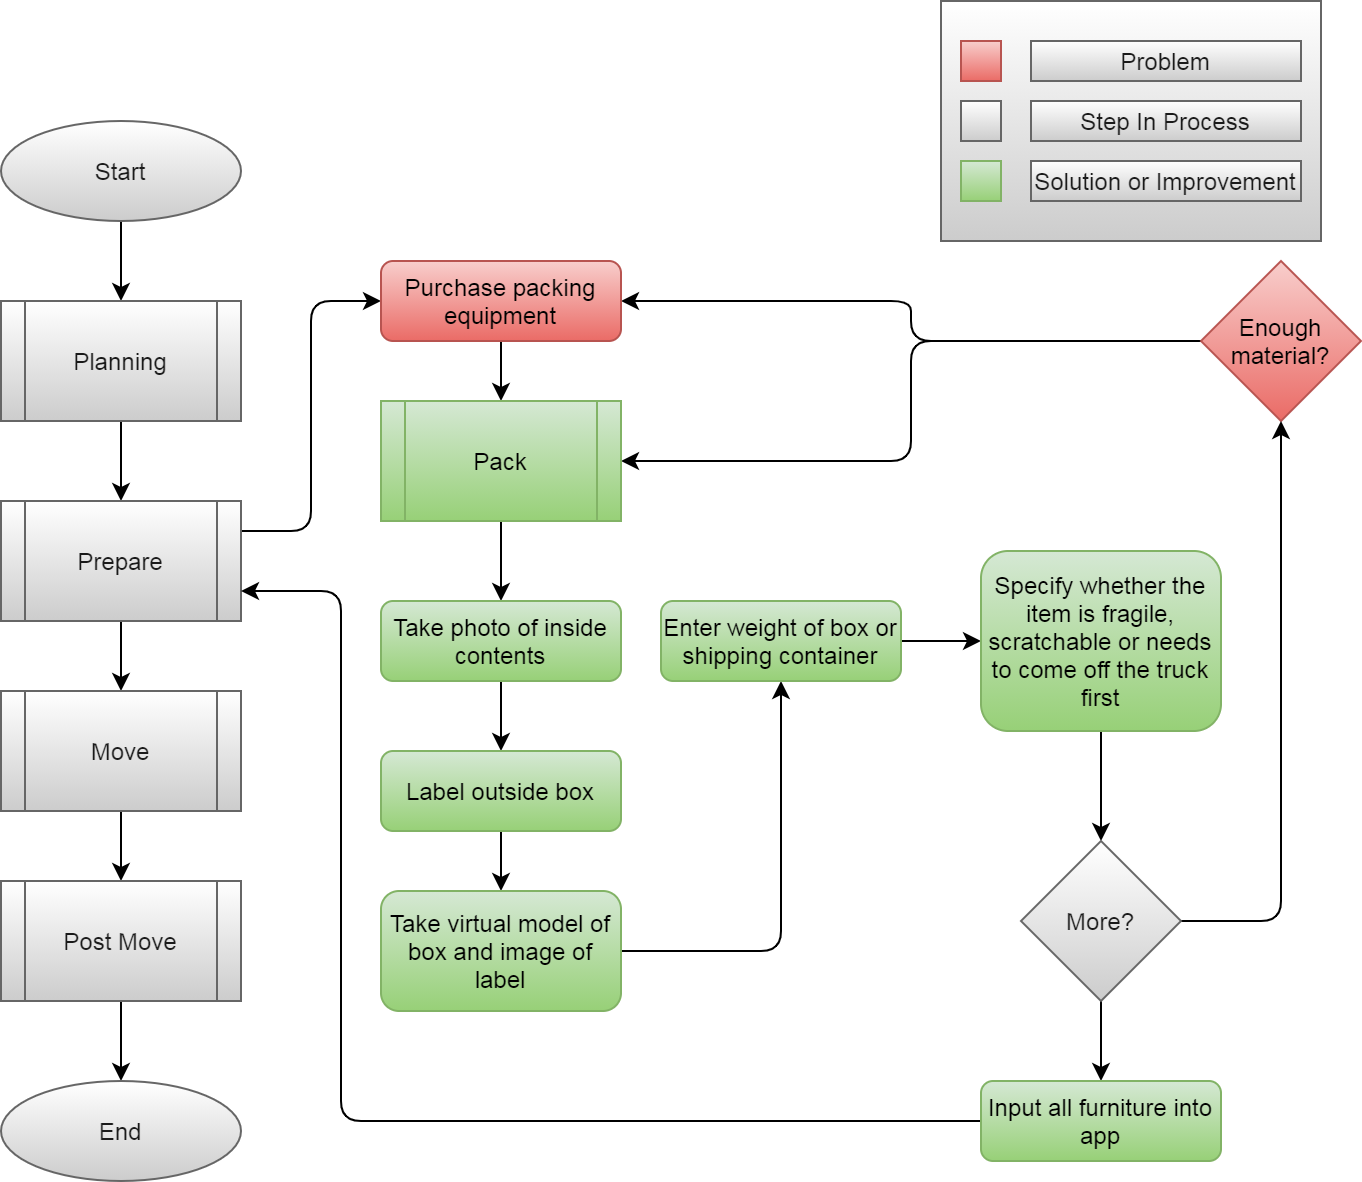 Problem
Step In Process
Solution or Improvement
Start
Planning
Prepare
Move
Post Move
End
Purchase packing
equipment
Pack
Take photo of inside
contents
Label outside box
Take virtual model of
box and image of
label
Enter weight of box or
shipping container
Specify whether the
item is fragile,
scratchable or needs
to come off the truck
first
More?
Enough
material?
Input all furniture into
app